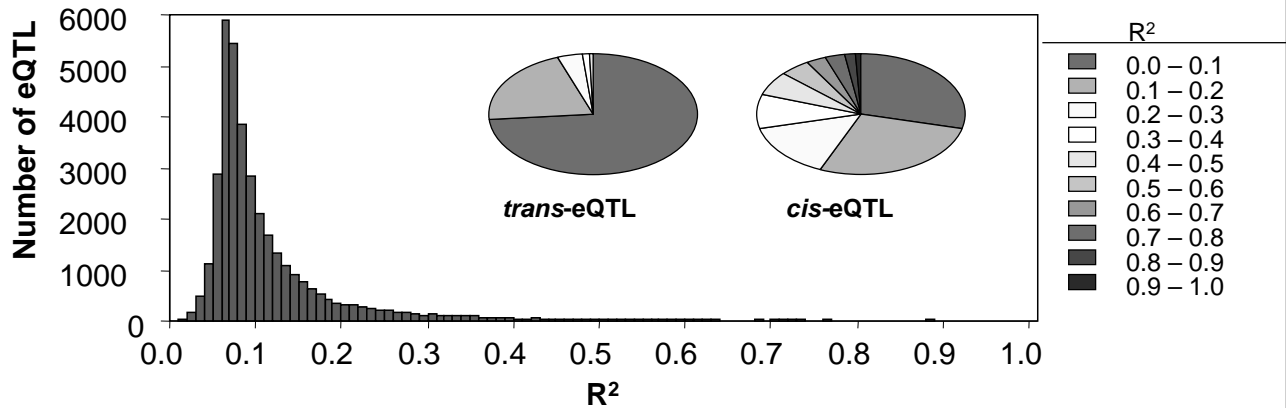 Number of eQTL
6000
5000
4000
3000
2000
1000
0
0.0 0.1 0.2 0.3 0.4 0.5 0.6 0.7 0.8 0.9 1.0
R²
trans-eQTL
cis-eQTL
R²
0.0 – 0.1
0.1 – 0.2
0.2 – 0.3
0.3 – 0.4
0.4 – 0.5
0.5 – 0.6
0.6 – 0.7
0.7 – 0.8
0.8 – 0.9
0.9 – 1.0